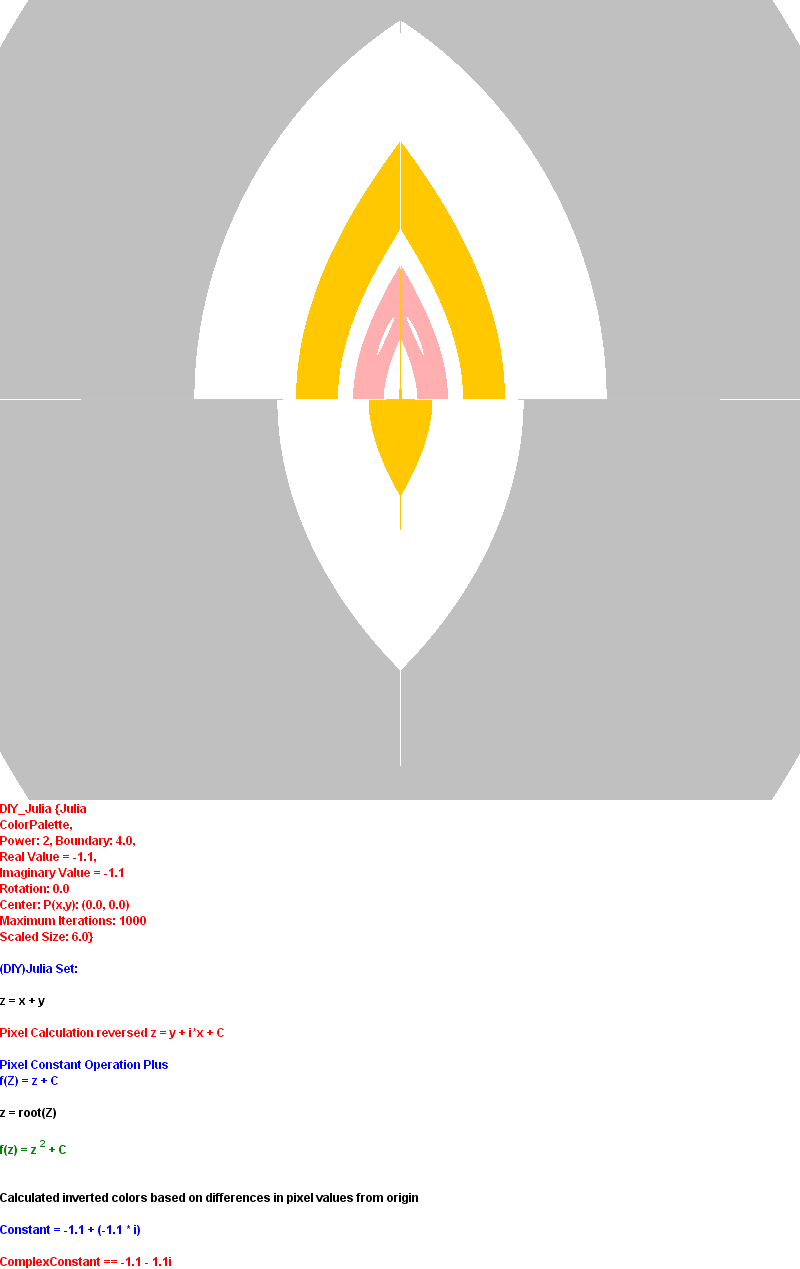 DIY_Julia {Julia
ColorPalette,
Power: 2, Boundary: 4.0,
Real Value = -1.1,
Imaginary Value = -1.1
Rotation: 0.0
Center: P(x,y): (0.0, 0.0)
Maximum Iterations: 1000
Scaled Size: 6.0}
(DIY)Julia Set:
z = x + y
Pixel Calculation reversed z = y + i*x + C
Pixel Constant Operation Plus
f(Z) = z + C
z = root(Z)
f(z) = z 2 + C
Calculated inverted colors based on differences in pixel values from origin
Constant = -1.1 + (-1.1 * i)
ComplexConstant == -1.1 - 1.1i